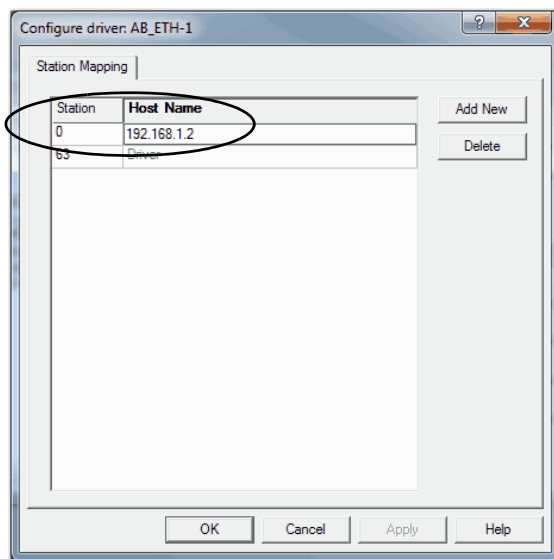 Configure driver: AB_ETH-1
Station Mapping
Station Host Name
0 192.168.1.2
63 Driver
Add New
Delete
OK Cancel Apply Help